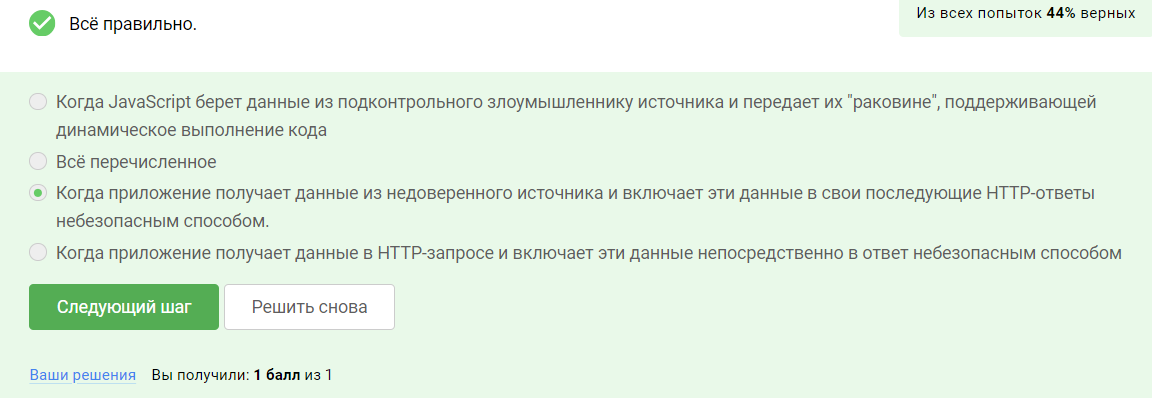 Всё правильно.
Из всех попыток 44% верных
Когда JavaScript берет данные из подконтрольного злоумышленнику источника и передает их "раковине", поддерживающей
динамическое выполнение кода
Всё перечисленное
Когда приложение получает данные из недоверенного источника и включает эти данные в свои последующие HTTP-ответы
небезопасным способом.
Когда приложение получает данные в HTTP-запросе и включает эти данные непосредственно в ответ небезопасным способом
Следующий шаг
Решить снова
Ваши решения Вы получили: 1 балл из 1